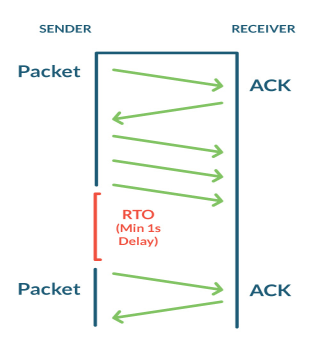 SENDER
RECEIVER
Packet
ACK
RTO
(Min 1s
Delay)
Packet
ACK